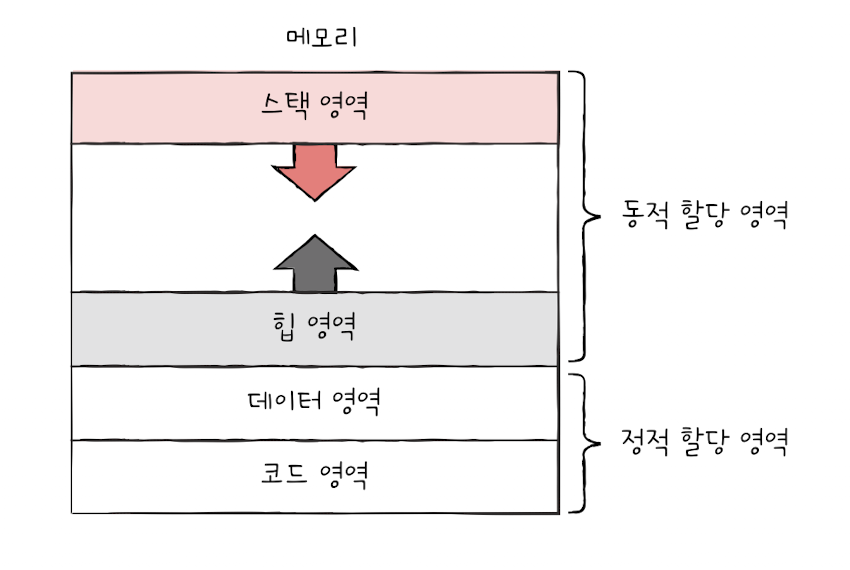 메모리
스택 영역
동적 할당 영역
힙 영역
데이터 영역
정적 할당 영역
코드 영역